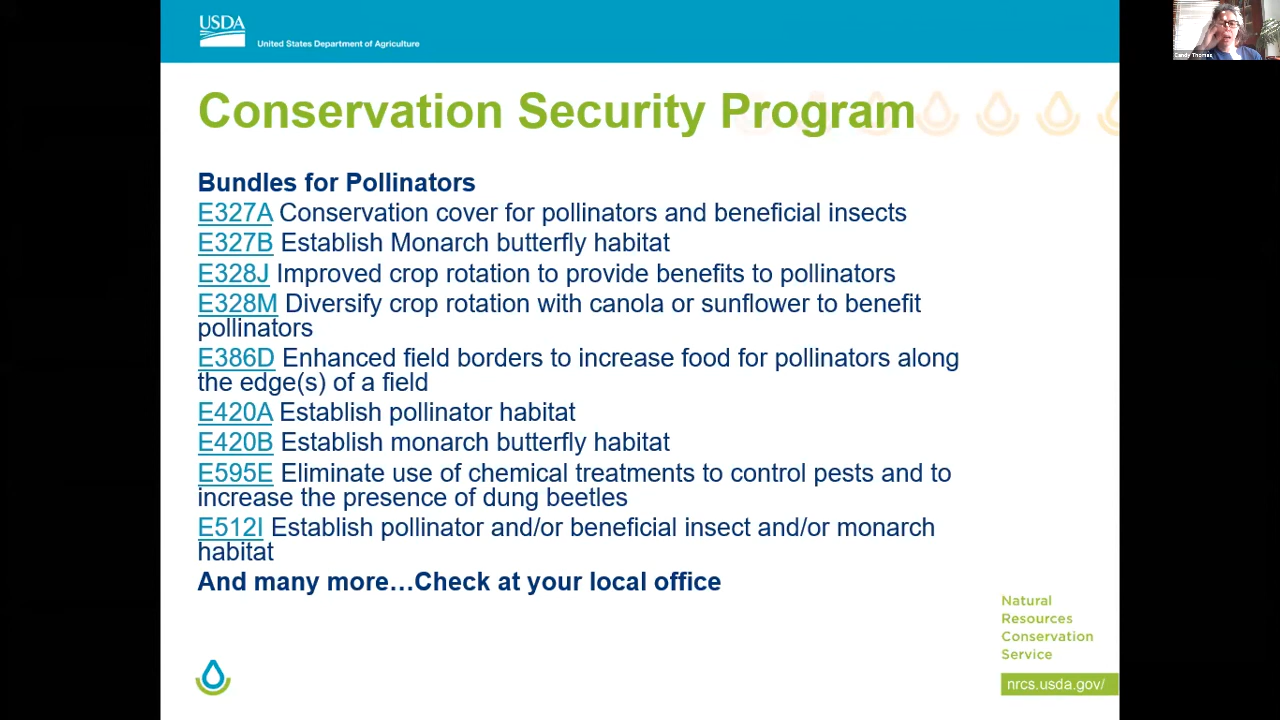 USDA
United States Department of Agriculture
Candy Thomas
Conservation Security Program
Bundles for Pollinators
E327A Conservation cover for pollinators and beneficial insects
E327B Establish Monarch butterfly habitat
E328J Improved crop rotation to provide benefits to pollinators
E328M Diversify crop rotation with canola or sunflower to benefit
pollinators
E386D Enhanced field borders to increase food for pollinators along
the edge(s) of a field
E420A Establish pollinator habitat
E420B Establish monarch butterfly habitat
E595E Eliminate use of chemical treatments to control pests and to
increase the presence of dung beetles
E512I Establish pollinator and/or beneficial insect and/or monarch
habitat
And many more…Check at your local office
Natural
Resources
Conservation
Service
nrcs.usda.gov/